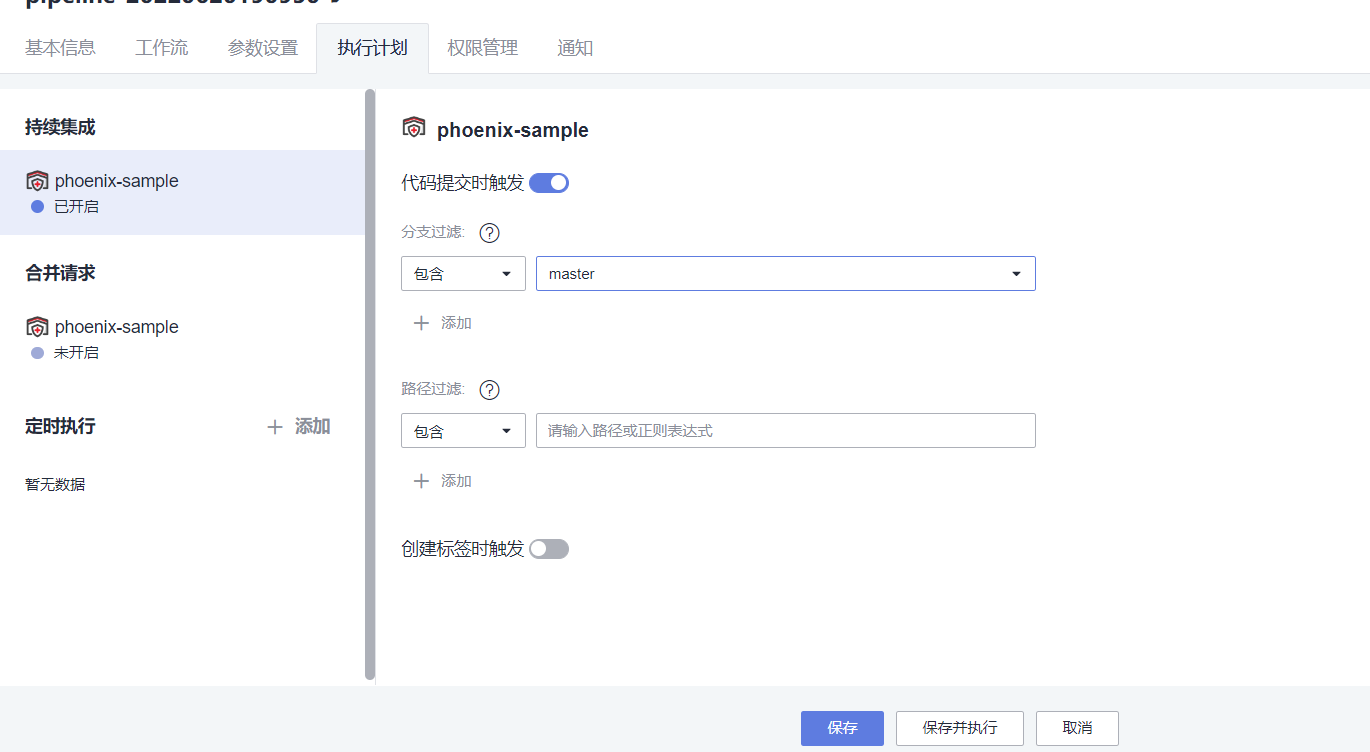 基本信息 工作流 参数设置 执行计划 权限管理 通知
持续集成
phoenix-sample
已开启
合并请求
phoenix-sample
未开启
定时执行 添加
暂无数据
phoenix-sample
代码提交时触发
分支过滤: ?
包含 master
添加
路径过滤: ?
包含 请输入路径或正则表达式
添加
创建标签时触发
保存 保存并执行 取消